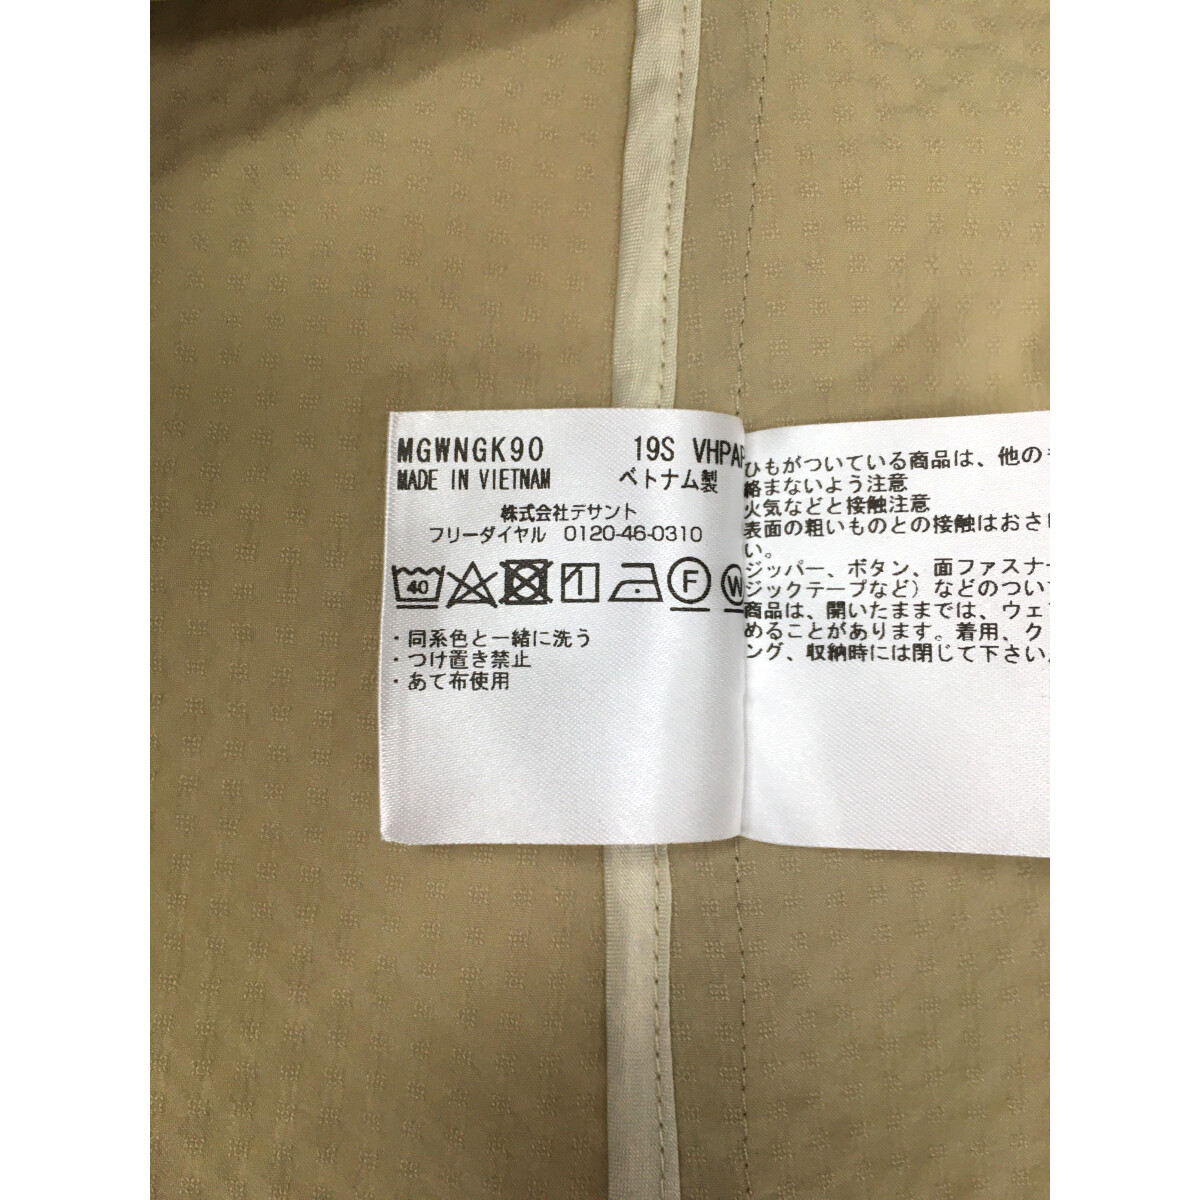 MGWNGK90 19S VHPAP
MADE IN VIETNAM ベトナム製
株式会社デサント
フリーダイヤル 0120-46-0310
40 F W
・同系色と一緒に洗う
・つけ置き禁止
・あて布使用
ひもがついている商品は、他の
絡まないよう注意
火気などと接触注意
表面の粗いものとの接触はおさ
い。
ジッパー、ボタン、面ファスナー
ジックテープなど）などのついて
商品は、開いたままでは、ウェ
めることがあります。着用、ク
ング、収納時には閉じて下さい。